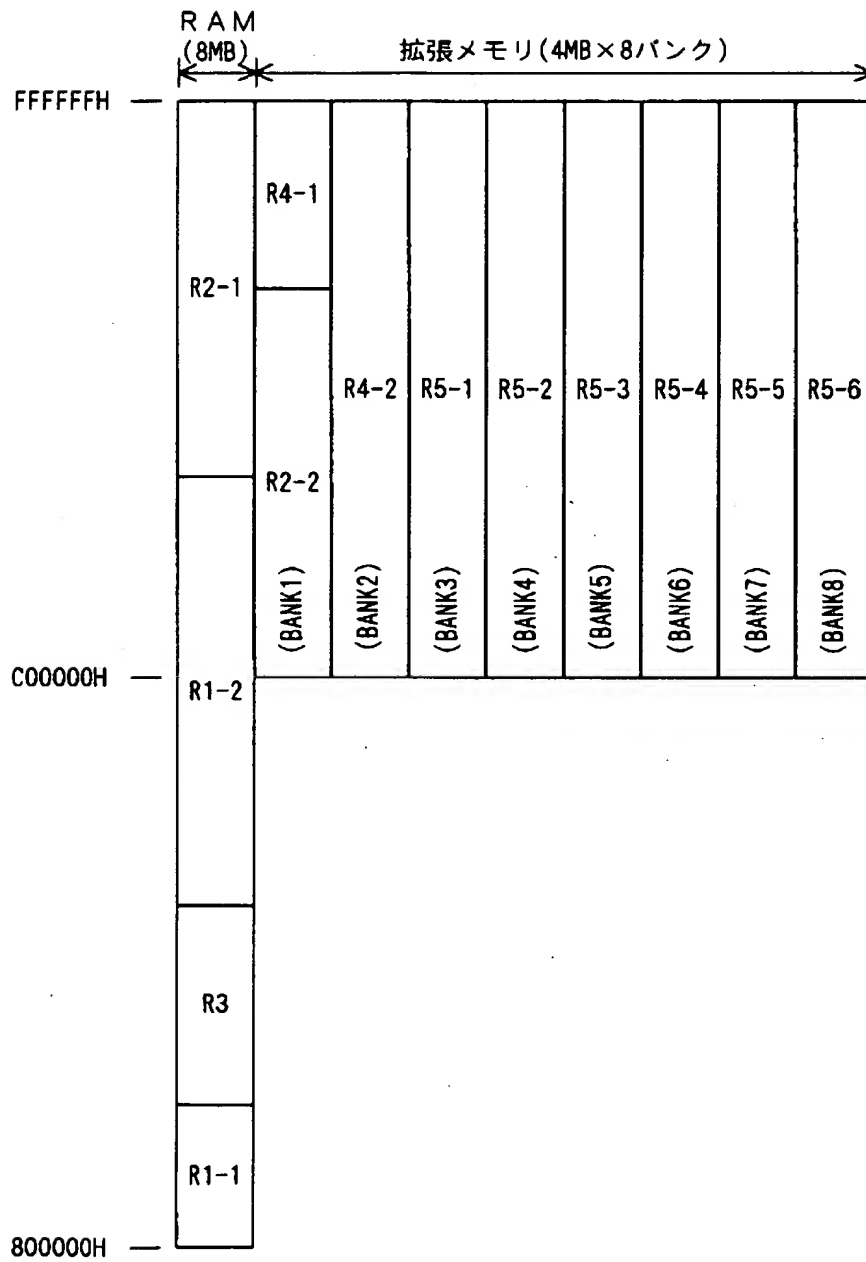 RAM
(8MB)
拡張メモリ(4MB×8バンク)
FFFFFFH
R4-1
R2-1
R4-2
R5-1
R5-2
R5-3
R5-4
R5-5
R5-6
R2-2
(BANK1)
(BANK2)
(BANK3)
(BANK4)
(BANK5)
(BANK6)
(BANK7)
(BANK8)
C00000H
R1-2
R3
R1-1
800000H